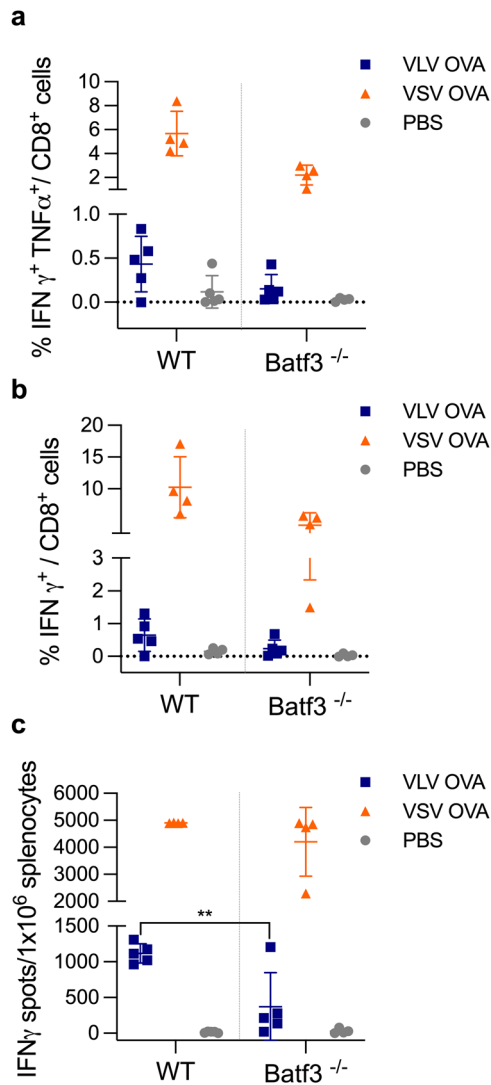 a
VLV OVA
VSV OVA
PBS
% IFN γ⁺ TNFα⁺/ CD8⁺ cells
10
8
6
4
2
1.0
0.5
0.0
WT
Batf3 ⁻/⁻
b
VLV OVA
VSV OVA
PBS
% IFN γ⁺ / CD8⁺ cells
20
15
10
3
2
1
0
WT
Batf3 ⁻/⁻
c
VLV OVA
VSV OVA
PBS
IFNγ spots/1x10⁶ splenocytes
6000
5000
4000
3000
2000
1500
1000
500
0
**
WT
Batf3 ⁻/⁻